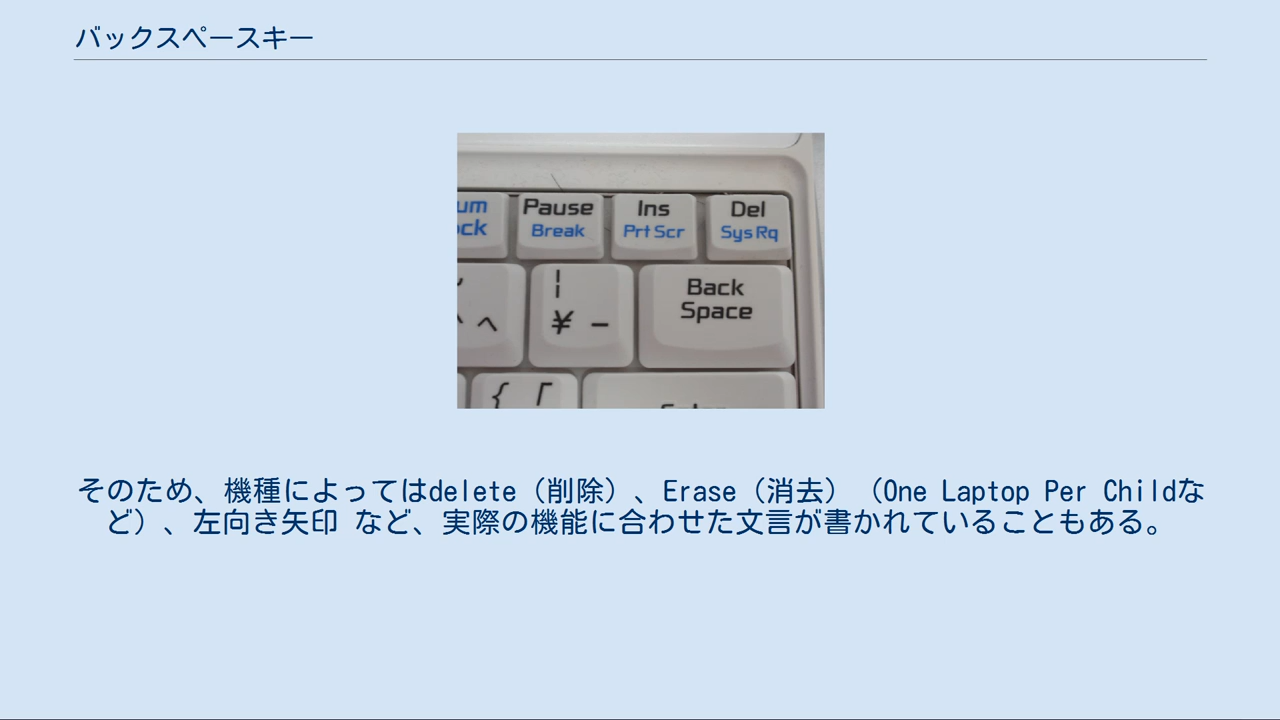 バックスペースキー
um Pause Ins Del
ock Break Prt Scr Sys Rq
| Back
^ へ ¥ ー Space
{ 「
そのため、機種によってはdelete（削除）、Erase（消去）（One Laptop Per Childな
ど）、左向き矢印 など、実際の機能に合わせた文言が書かれていることもある。